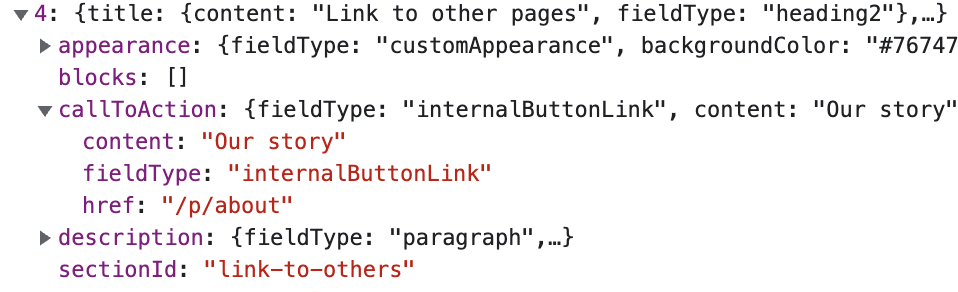 4: {title: {content: "Link to other pages", fieldType: "heading2"},…}
appearance: {fieldType: "customAppearance", backgroundColor: "#76747
blocks: []
callToAction: {fieldType: "internalButtonLink", content: "Our story"
content: "Our story"
fieldType: "internalButtonLink"
href: "/p/about"
description: {fieldType: "paragraph",…}
sectionId: "link-to-others"